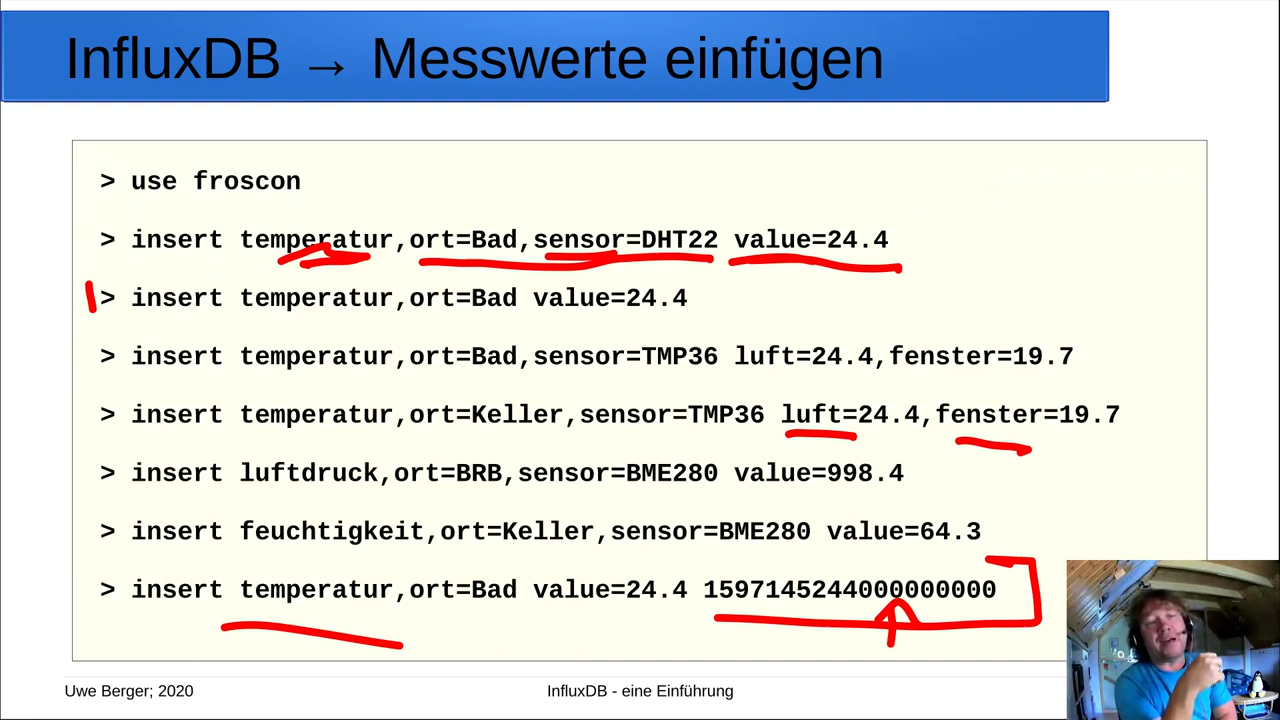 InfluxDB → Messwerte einfügen
> use froscon
> insert temperatur,ort=Bad,sensor=DHT22 value=24.4
> insert temperatur,ort=Bad value=24.4
> insert temperatur,ort=Bad,sensor=TMP36 luft=24.4,fenster=19.7
> insert temperatur,ort=Keller,sensor=TMP36 luft=24.4,fenster=19.7
> insert luftdruck,ort=BRB,sensor=BME280 value=998.4
> insert feuchtigkeit,ort=Keller,sensor=BME280 value=64.3
> insert temperatur,ort=Bad value=24.4 1597145244000000000
Uwe Berger; 2020
InfluxDB - eine Einführung